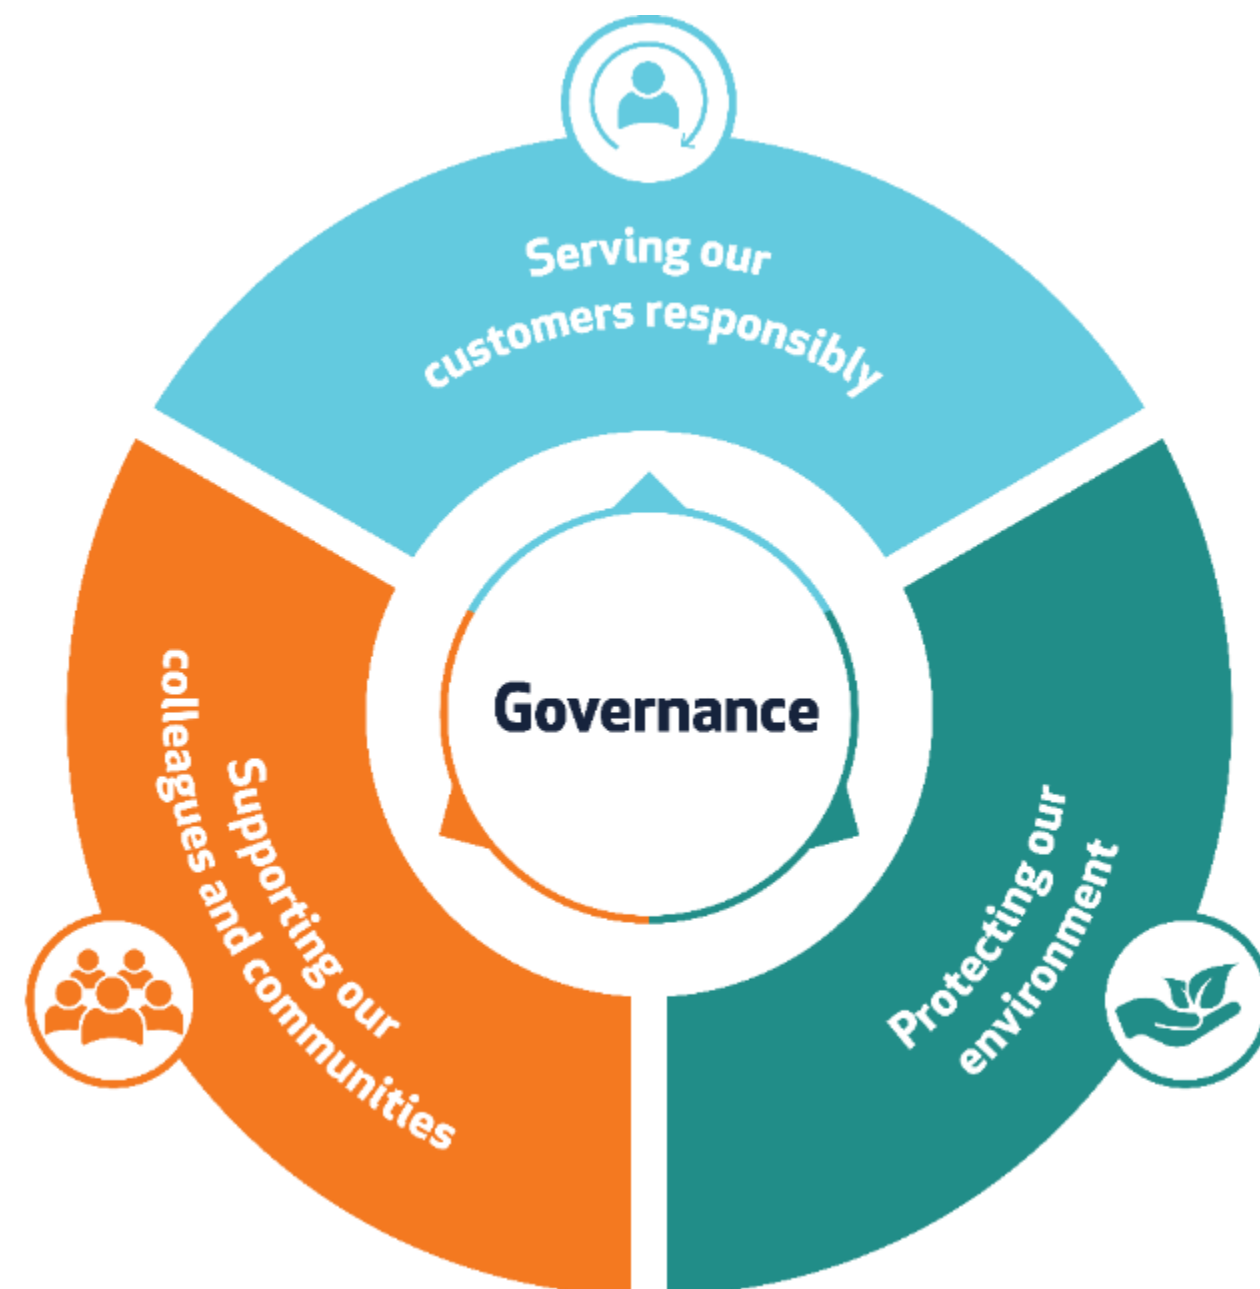 Serving our
customers responsibly
Governance
Supporting our
colleagues and communities
Protecting our
environment